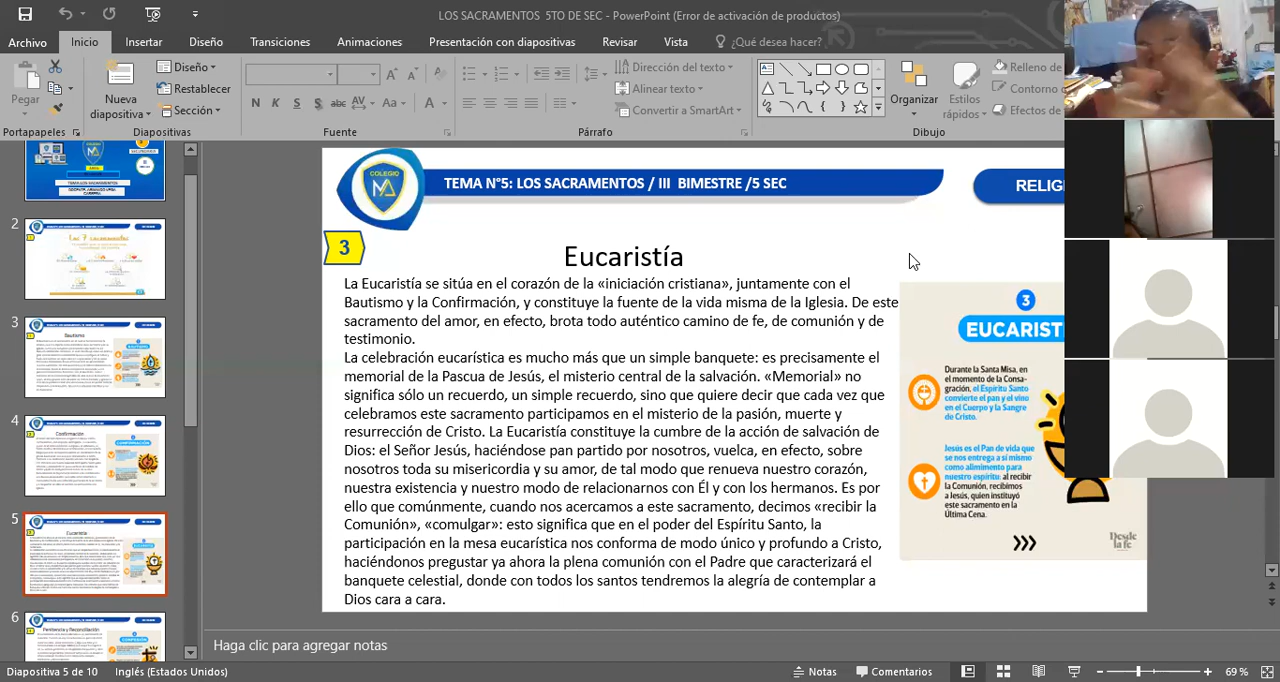 LOS SACRAMENTOS 5TO DE SEC - PowerPoint (Error de activación de productos)
Archivo
Inicio
Insertar
Diseño
Transiciones
Animaciones
Presentación con diapositivas
Revisar
Vista
¿Qué desea hacer?
Pegar
Nueva
diapositiva
Diseño
Restablecer
Sección
N K S S abc AV Aa A
Dirección del texto
Alinear texto
Convertir a SmartArt
Organizar
Estilos
rápidos
Relleno de
Contorno
Efectos de
Portapapeles
Diapositivas
Fuente
Párrafo
Dibujo
2
3
4
5
6
Bautismo
Confirmación
Eucaristía
Penitencia y Reconciliación
COLEGIO
MA
TEMA N°5: LOS SACRAMENTOS / III BIMESTRE /5 SEC
3
Eucaristía
La Eucaristía se sitúa en el corazón de la «iniciación cristiana», juntamente con el
Bautismo y la Confirmación, y constituye la fuente de la vida misma de la Iglesia. De este
sacramento del amor, en efecto, brota todo auténtico camino de fe, de comunión y de
testimonio.
La celebración eucarística es mucho más que un simple banquete: es precisamente el
memorial de la Pascua de Jesús, el misterio central de la salvación. «Memorial» no
significa sólo un recuerdo, un simple recuerdo, sino que quiere decir que cada vez que
celebramos este sacramento participamos en el misterio de la pasión, muerte y
resurrección de Cristo. La Eucaristía constituye la cumbre de la acción de salvación de
Dios: el señor Jesús, haciéndose pan partido por nosotros, vuelca, en efecto, sobre
nosotros toda su misericordia y su amor, de tal modo que renueva nuestro corazón,
nuestra existencia y nuestro modo de relacionarnos con Él y con los hermanos. Es por
ello que comúnmente, cuando nos acercamos a este sacramento, decimos «recibir la
Comunión», «comulgar»: esto significa que en el poder del Espíritu Santo, la
participación en la mesa eucarística nos conforma de modo único y profundo a Cristo,
haciéndonos pregustar ya ahora la plena comunión con el Padre que caracterizará el
banquete celestial, donde con todos los santos tendremos la alegría de contemplar a
Dios cara a cara.
3
Durante la Santa Misa, en
el momento de la Consa-
gración, el Espíritu Santo
convierte el pan y el vino
en el Cuerpo y la Sangre
de Cristo.
Jesús es el Pan de vida que
se nos entrega a sí mismo
como alimento para
nuestro espíritu: al recibir
la Comunión, recibimos
a Jesús, quien instituyó
este sacramento en la
Última Cena.
Desde
la fe
Haga clic para agregar notas
Diapositiva 5 de 10
Inglés (Estados Unidos)
Notas
Comentarios
69 %